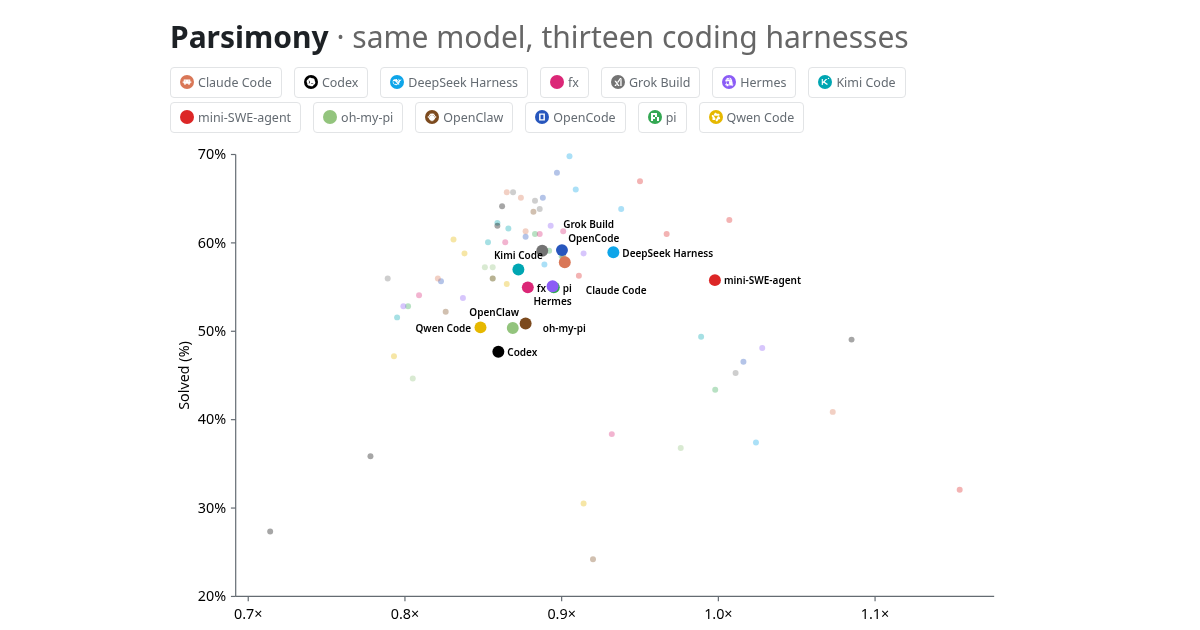 Parsimony · same model, thirteen coding harnesses
Claude Code Codex DeepSeek Harness fx Grok Build Hermes Kimi Code
mini-SWE-agent oh-my-pi OpenClaw OpenCode pi Qwen Code
70%
Grok Build
60%
OpenCode
Kimi Code
DeepSeek Harness
mini-SWE-agent
fx pi
Claude Code
Hermes
OpenClaw
50%
Qwen Code
oh-my-pi
Codex
Solved (%)
40%
30%
20%
0.7× 0.8× 0.9× 1.0× 1.1×